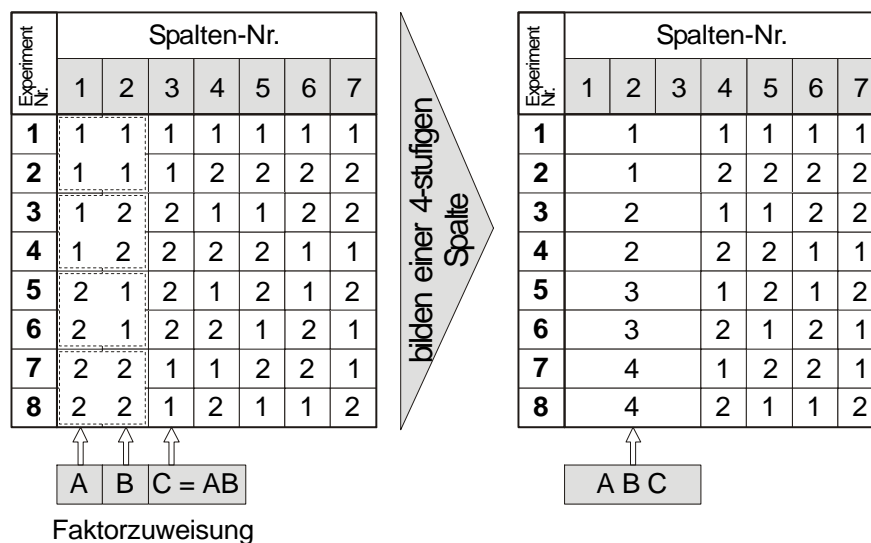 Experiment Nr.
Spalten-Nr.
1 2 3 4 5 6 7
1 1 1 1 1 1 1 1
2 1 1 1 2 2 2 2
3 1 2 2 1 1 2 2
4 1 2 2 2 2 1 1
5 2 1 2 1 2 1 2
6 2 1 2 2 1 2 1
7 2 2 1 1 2 2 1
8 2 2 1 2 1 1 2
A B C = AB
Faktorzuweisung
bilden einer 4-stufigen
Spalte
Experiment Nr.
Spalten-Nr.
1 2 3 4 5 6 7
1 1 1 1 1 1
2 1 2 2 2 2
3 2 1 1 2 2
4 2 2 2 1 1
5 3 1 2 1 2
6 3 2 1 2 1
7 4 1 2 2 1
8 4 2 1 1 2
A B C